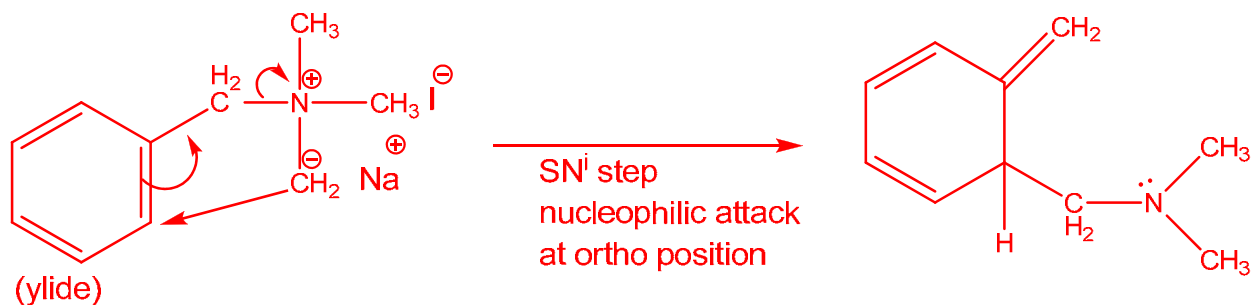 CH₃
H₂
C
N⊕
CH₃
I⊖
⊖
CH₂
Na⊕
(ylide)
SNⁱ step
nucleophilic attack
at ortho position
CH₂
CH₃
N
C
H₂
H
CH₃